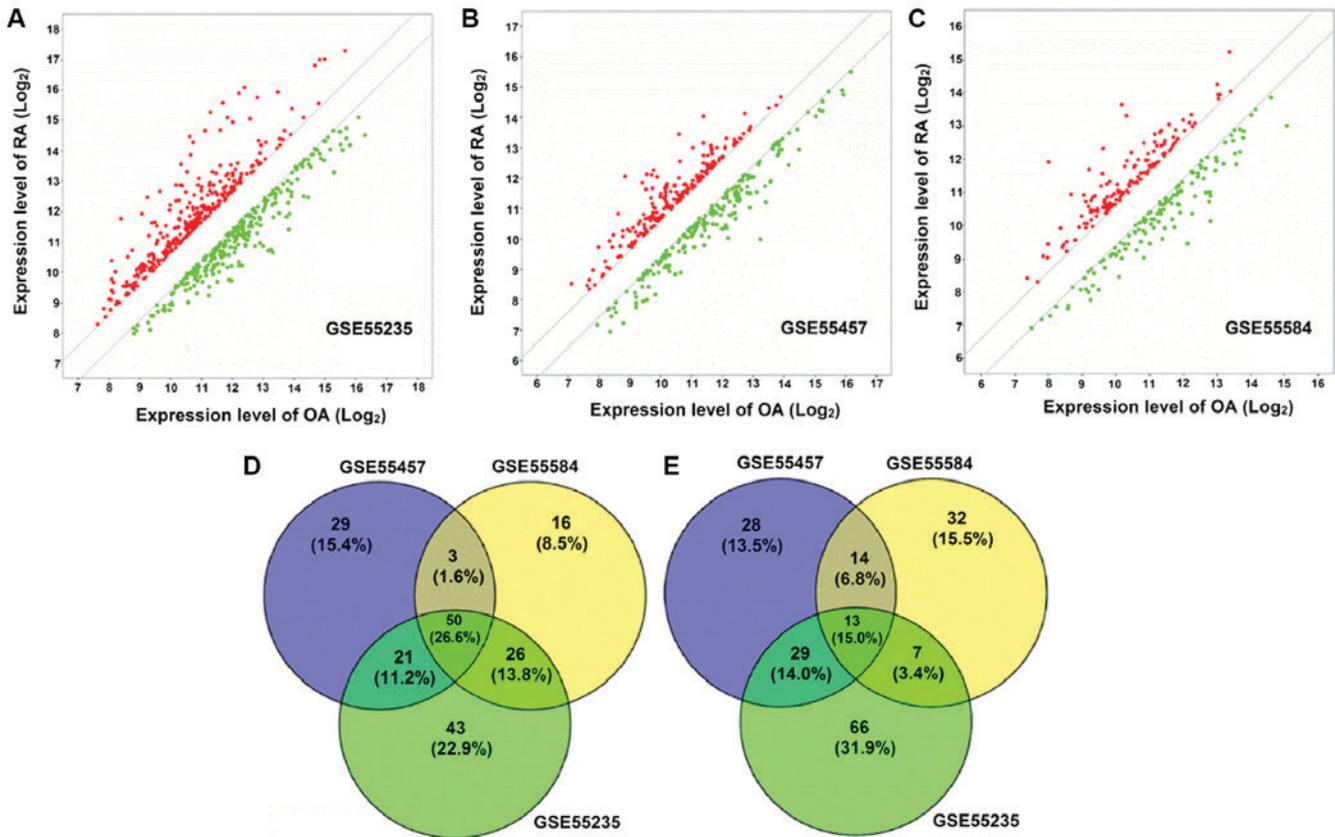 A
18
17
16
15
14
13
12
11
10
9
8
7
Expression level of RA (Log2)
GSE55235
7 8 9 10 11 12 13 14 15 16 17 18
Expression level of OA (Log2)
B
17
16
15
14
13
12
11
10
9
8
7
6
Expression level of RA (Log2)
GSE55457
6 7 8 9 10 11 12 13 14 15 16 17
Expression level of OA (Log2)
C
16
15
14
13
12
11
10
9
8
7
6
Expression level of RA (Log2)
GSE55584
6 7 8 9 10 11 12 13 14 15 16
Expression level of OA (Log2)
D
GSE55457
GSE55584
29
(15.4%)
16
(8.5%)
3
(1.6%)
50
(26.6%)
21
(11.2%)
26
(13.8%)
43
(22.9%)
GSE55235
E
GSE55457
GSE55584
28
(13.5%)
32
(15.5%)
14
(6.8%)
13
(15.0%)
29
(14.0%)
7
(3.4%)
66
(31.9%)
GSE55235